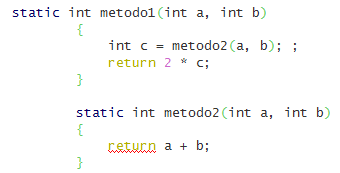 static int metodo1(int a, int b)
{
int c = metodo2(a, b); ;
return 2 * c;
}
static int metodo2(int a, int b)
{
return a + b;
}